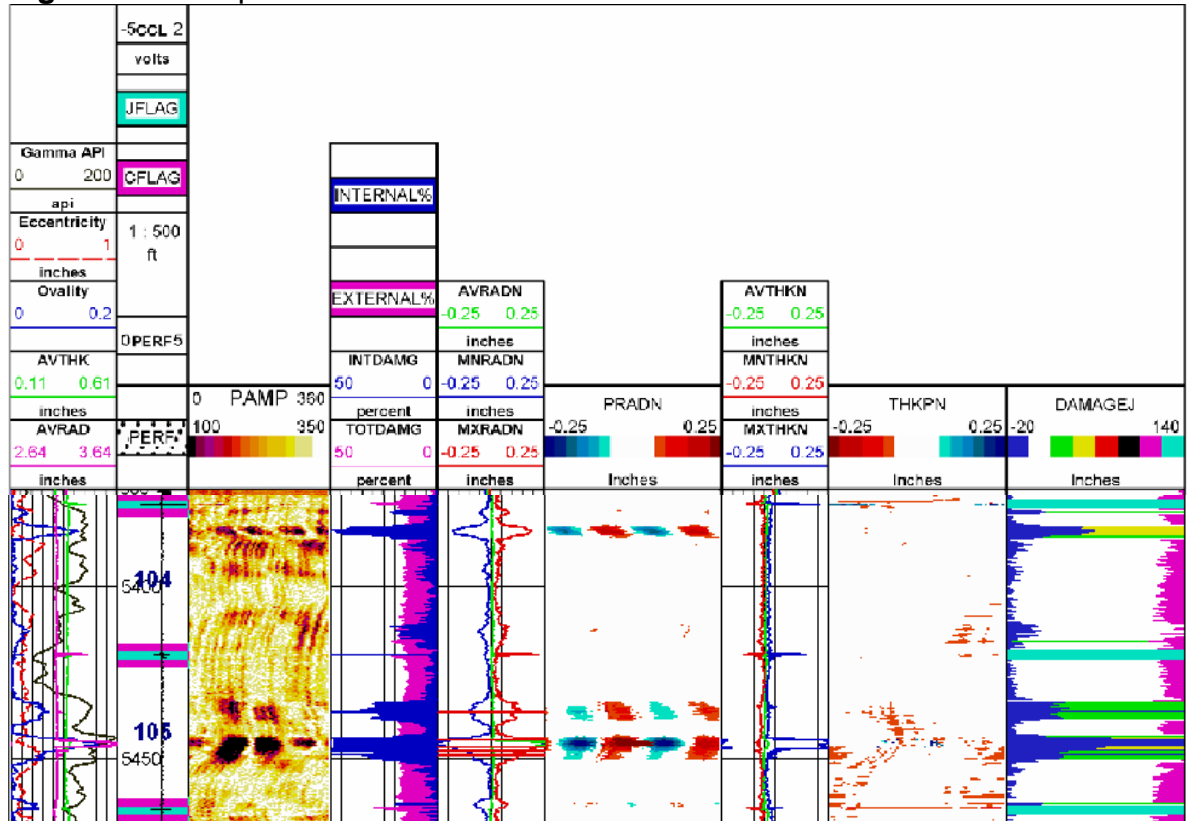 -5CCL 2
volts
JFLAG
Gamma API
0 200
api
CFLAG
INTERNAL%
Eccentricity
0 1
inches
1 : 500
ft
Ovality
0 0.2
EXTERNAL%
AVRADN
-0.25 0.25
inches
AVTHKN
-0.25 0.25
inches
0PERF5
AVTHK
0.11 0.61
inches
INTDAMG
50 0
percent
MNRADN
-0.25 0.25
MNTHKN
-0.25 0.25
0 PAMP 360
100 350
PRADN
-0.25 0.25
Inches
THKPN
-0.25 0.25
Inches
DAMAGEJ
-20 140
Inches
AVRAD
2.64 3.64
inches
PERF
TOTDAMG
50 0
percent
MXRADN
-0.25 0.25
inches
MXTHKN
-0.25 0.25
inches
104
5400
105
5450